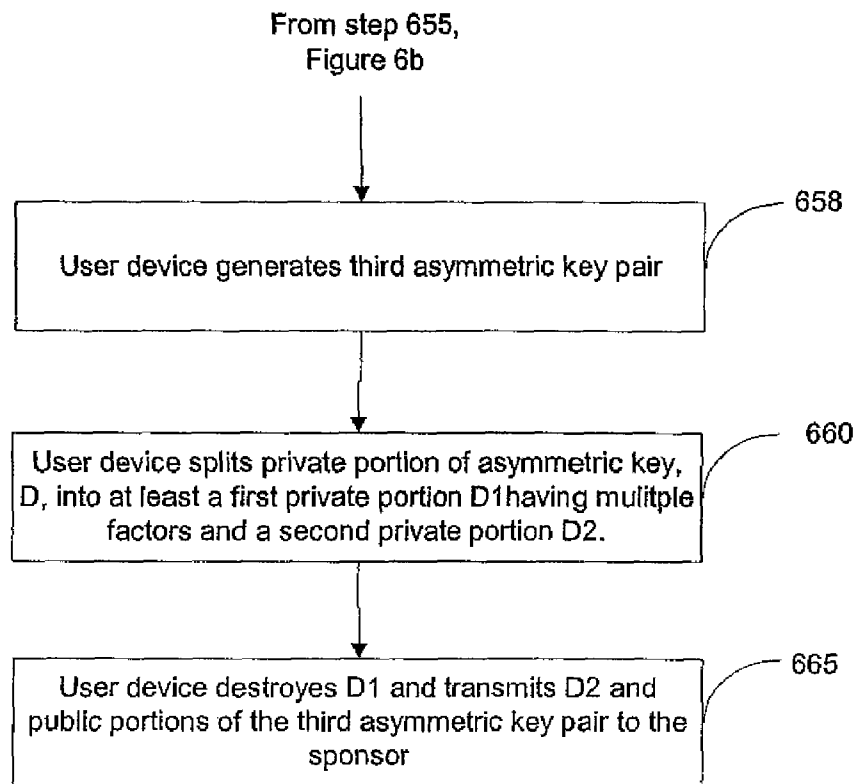 From step 655,
Figure 6b
658
User device generates third asymmetric key pair
660
User device splits private portion of asymmetric key,
D, into at least a first private portion D1having mulitple
factors and a second private portion D2.
665
User device destroyes D1 and transmits D2 and
public portions of the third asymmetric key pair to the
sponsor